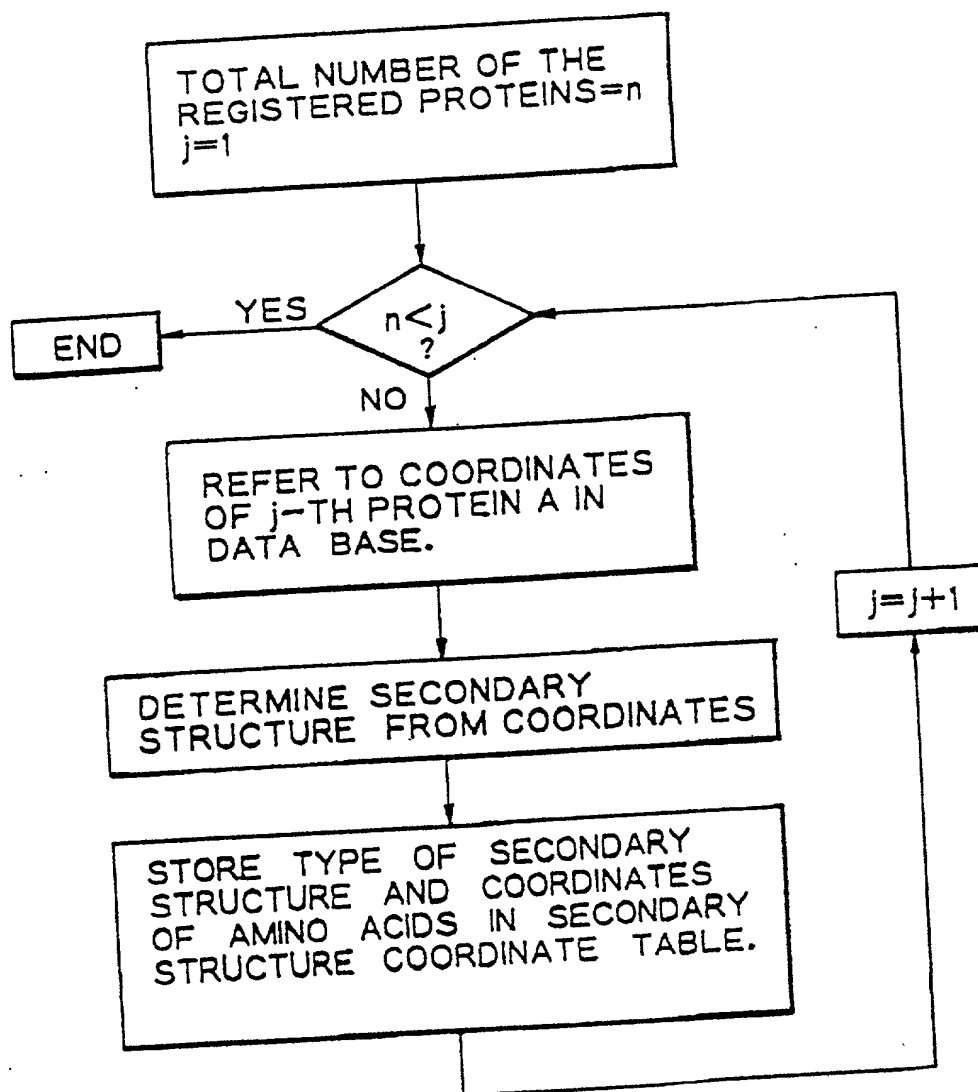 TOTAL NUMBER OF THE
REGISTERED PROTEINS=n
j=1
n<j
?
YES
END
NO
REFER TO COORDINATES
OF j-TH PROTEIN A IN
DATA BASE.
DETERMINE SECONDARY
STRUCTURE FROM COORDINATES
STORE TYPE OF SECONDARY
STRUCTURE AND COORDINATES
OF AMINO ACIDS IN SECONDARY
STRUCTURE COORDINATE TABLE.
j=j+1